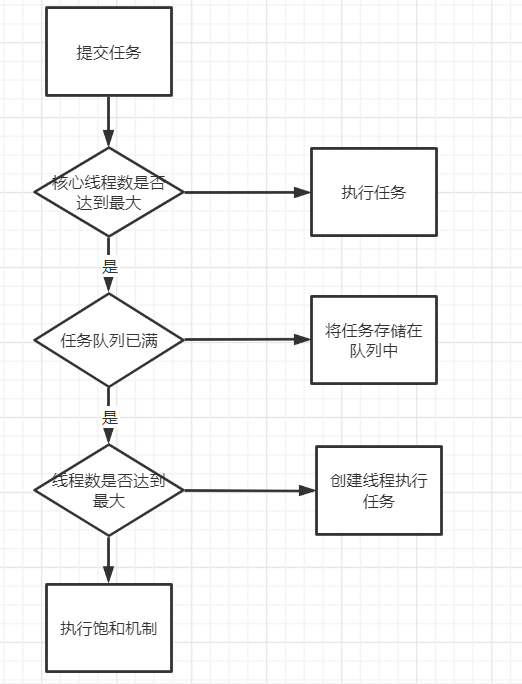 提交任务
核心线程数是否
达到最大
执行任务
是
任务队列已满
将任务存储在
队列中
是
线程数是否达到
最大
创建线程执行
任务
执行饱和机制